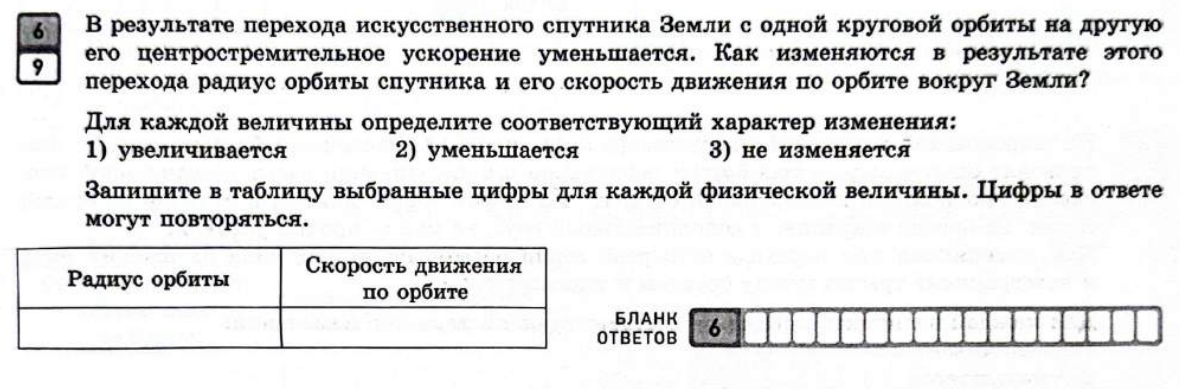 6
9
В результате перехода искусственного спутника Земли с одной круговой орбиты на другую
его центростремительное ускорение уменьшается. Как изменяются в результате этого
перехода радиус орбиты спутника и его скорость движения по орбите вокруг Земли?
Для каждой величины определите соответствующий характер изменения:
1) увеличивается 2) уменьшается 3) не изменяется
Запишите в таблицу выбранные цифры для каждой физической величины. Цифры в ответе
могут повторяться.
Радиус орбиты
Скорость движения
по орбите
БЛАНК
ОТВЕТОВ
6